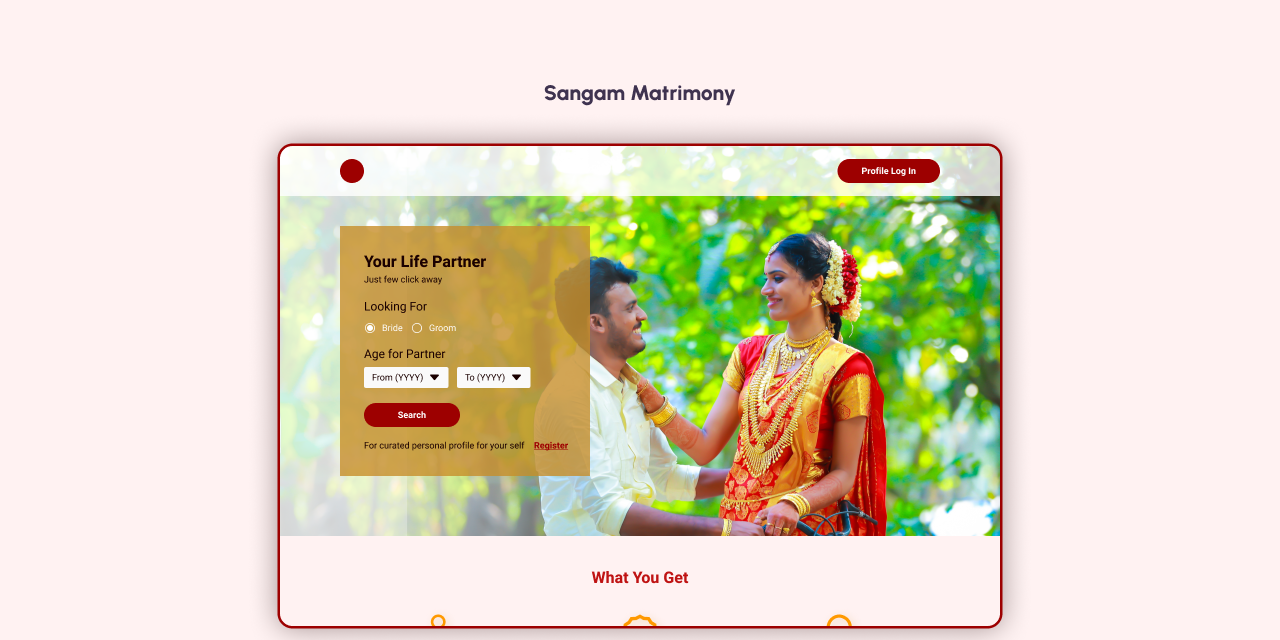 Sangam Matrimony
Profile Log In
Your Life Partner
Just few click away
Looking For
Bride Groom
Age for Partner
From (YYYY) To (YYYY)
Search
For curated personal profile for your self Register
What You Get